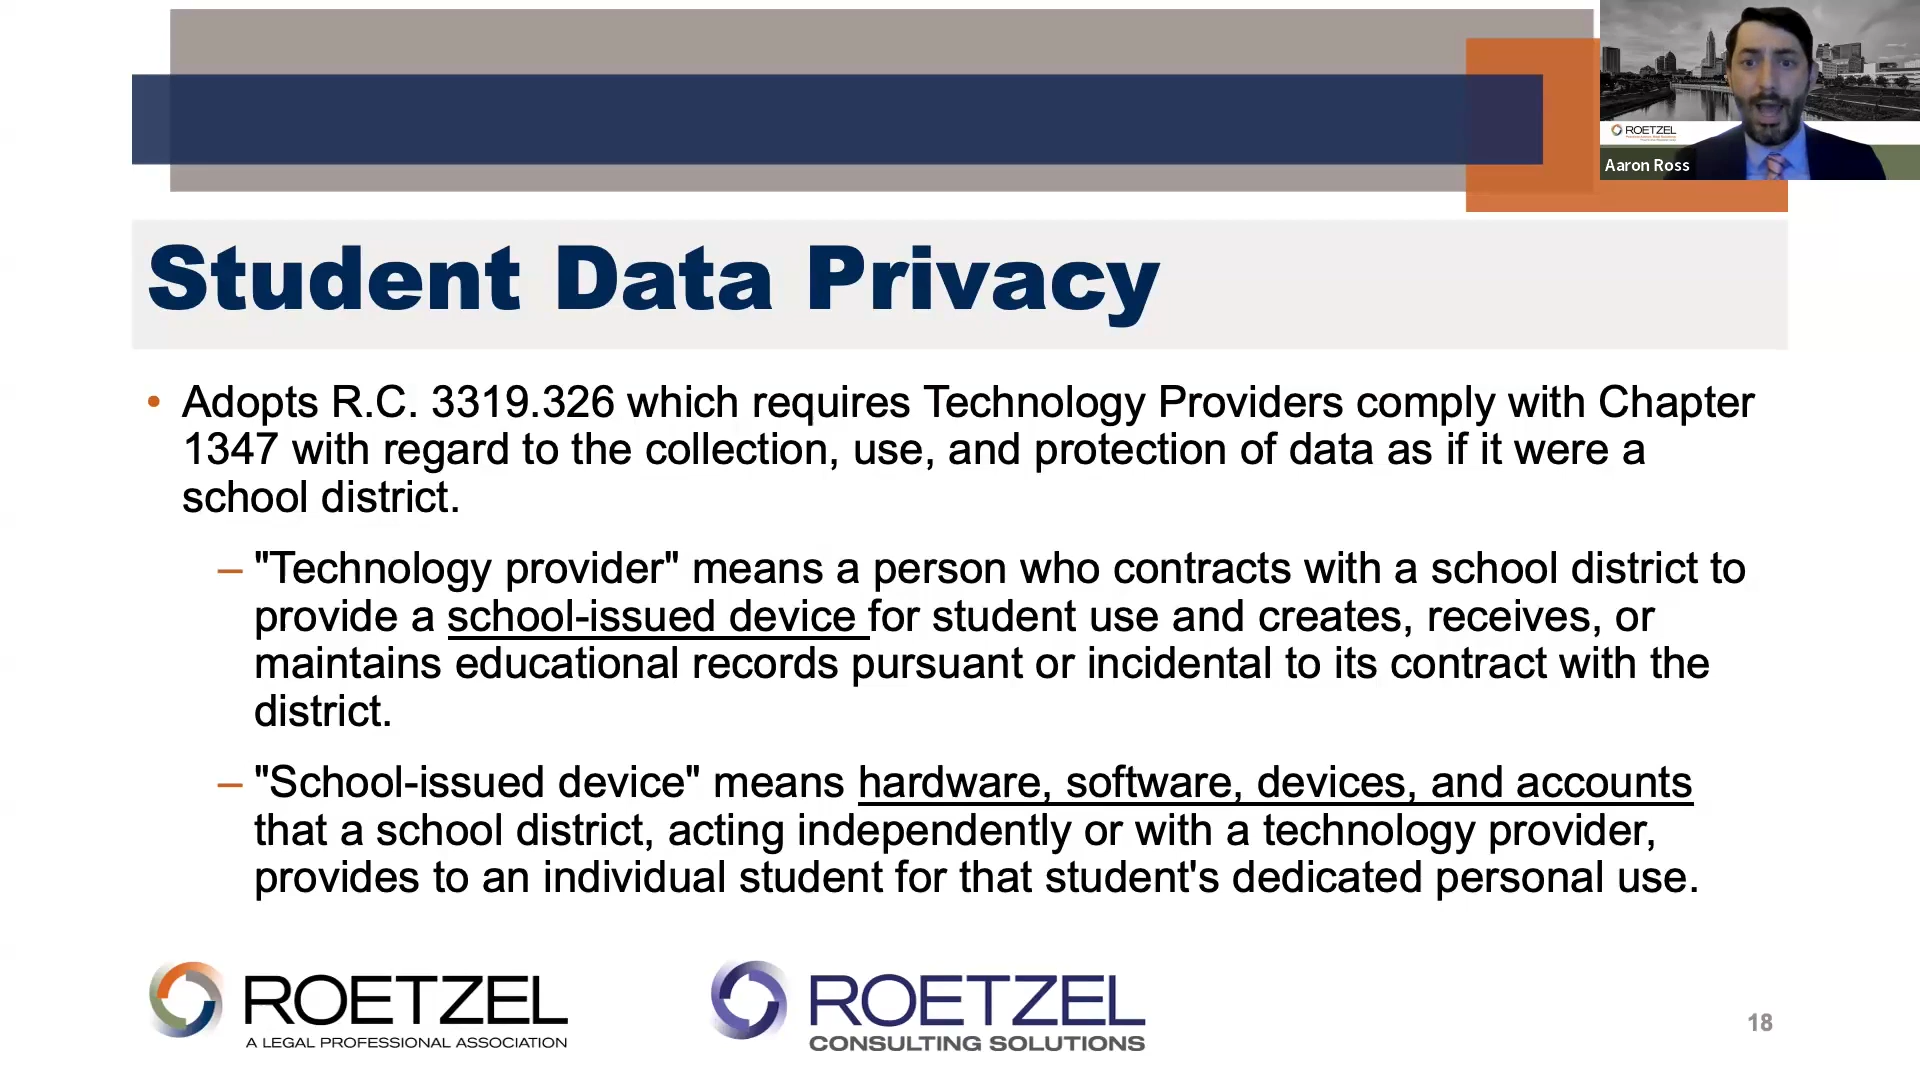 ROETZEL
Aaron Ross
Student Data Privacy
• Adopts R.C. 3319.326 which requires Technology Providers comply with Chapter
1347 with regard to the collection, use, and protection of data as if it were a
school district.
– "Technology provider" means a person who contracts with a school district to
provide a school-issued device for student use and creates, receives, or
maintains educational records pursuant or incidental to its contract with the
district.
– "School-issued device" means hardware, software, devices, and accounts
that a school district, acting independently or with a technology provider,
provides to an individual student for that student's dedicated personal use.
ROETZEL
A LEGAL PROFESSIONAL ASSOCIATION
ROETZEL
CONSULTING SOLUTIONS
18